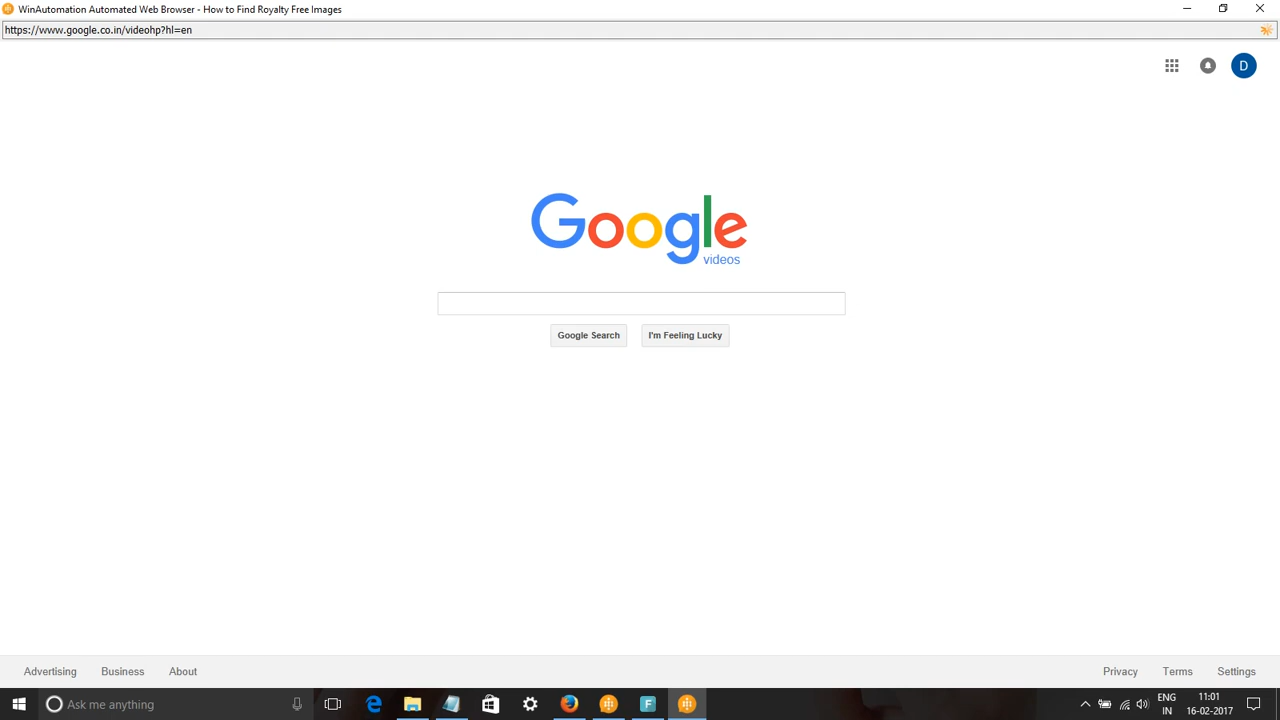 WinAutomation Automated Web Browser - How to Find Royalty Free Images
https://www.google.co.in/videohp?hl=en
D
Google
videos
Google Search
I'm Feeling Lucky
Advertising
Business
About
Privacy
Terms
Settings
Ask me anything
F
ENG
IN
11:01
16-02-2017